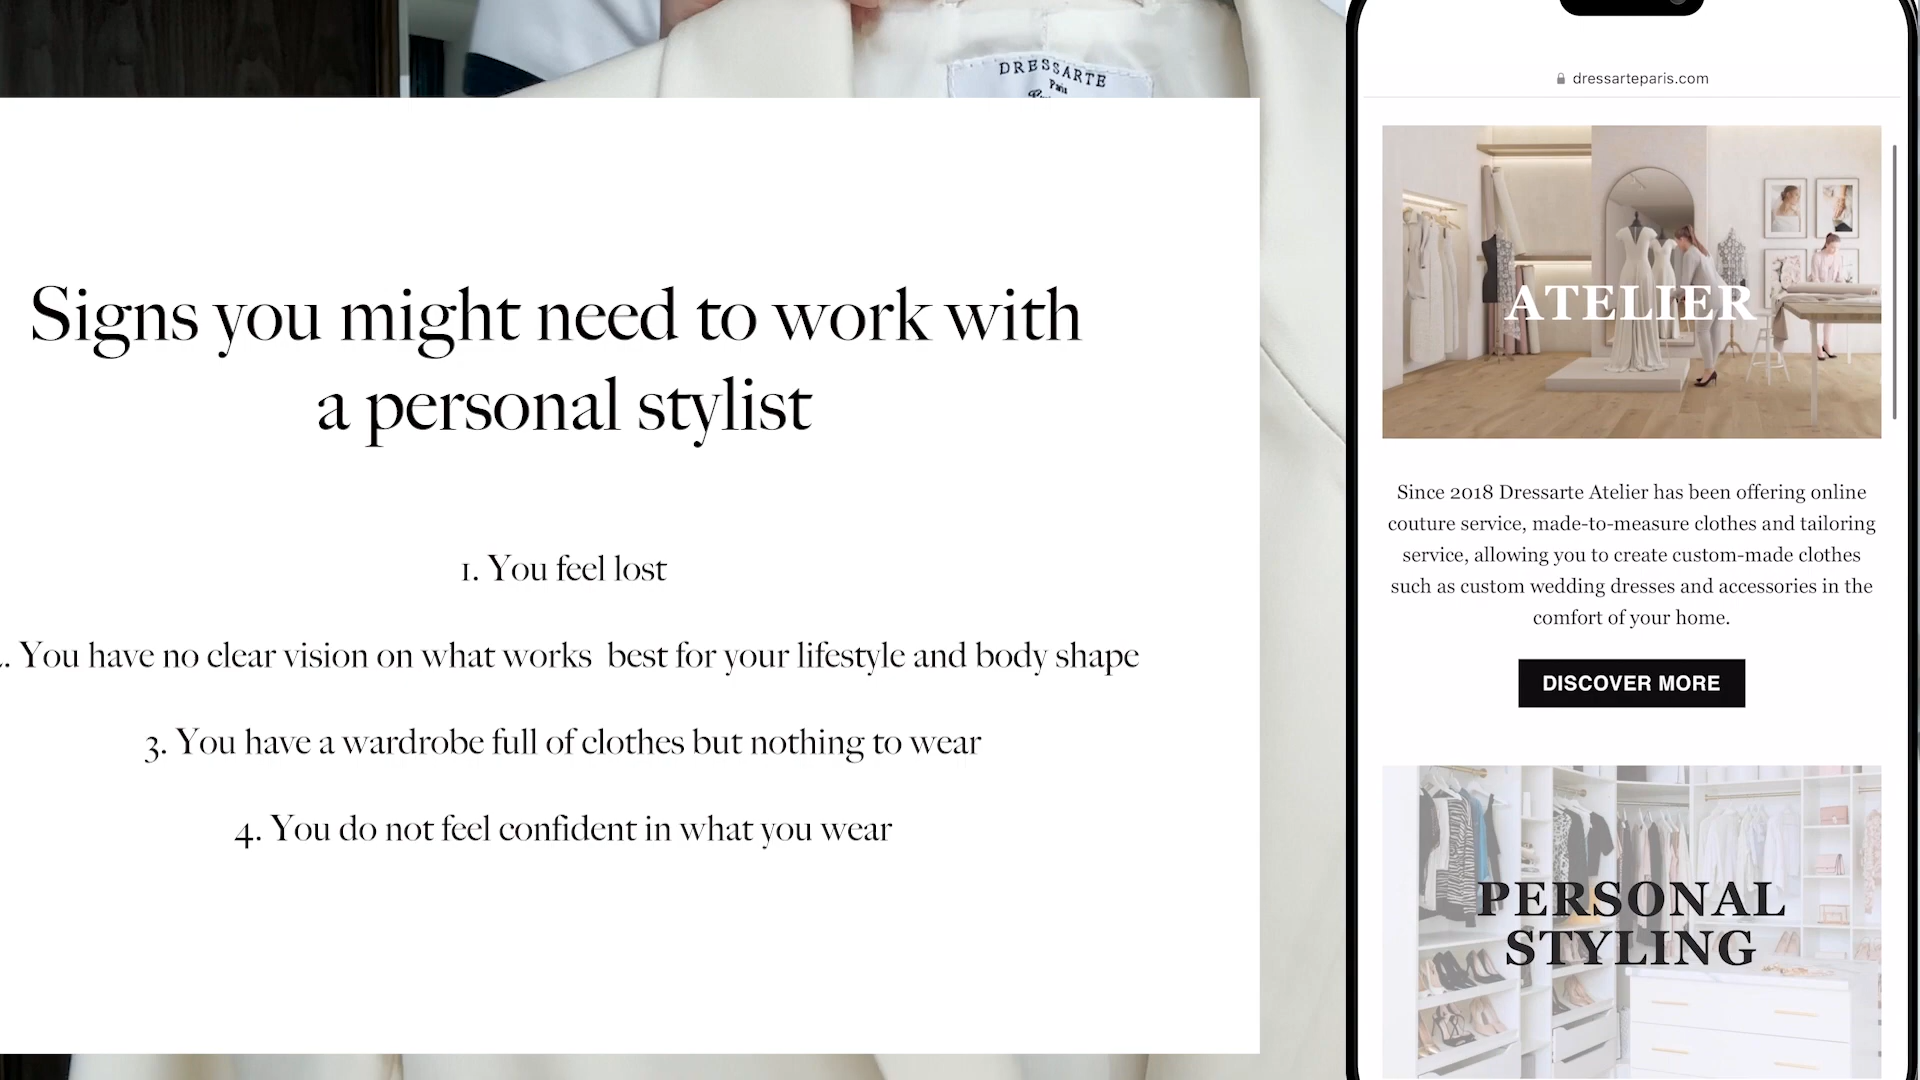 DRESSARTE
Paris
Signs you might need to work with
a personal stylist
1. You feel lost
. You have no clear vision on what works best for your lifestyle and body shape
3. You have a wardrobe full of clothes but nothing to wear
4. You do not feel confident in what you wear
dressarteparis.com
ATELIER
Since 2018 Dressarte Atelier has been offering online
couture service, made-to-measure clothes and tailoring
service, allowing you to create custom-made clothes
such as custom wedding dresses and accessories in the
comfort of your home.
DISCOVER MORE
PERSONAL
STYLING